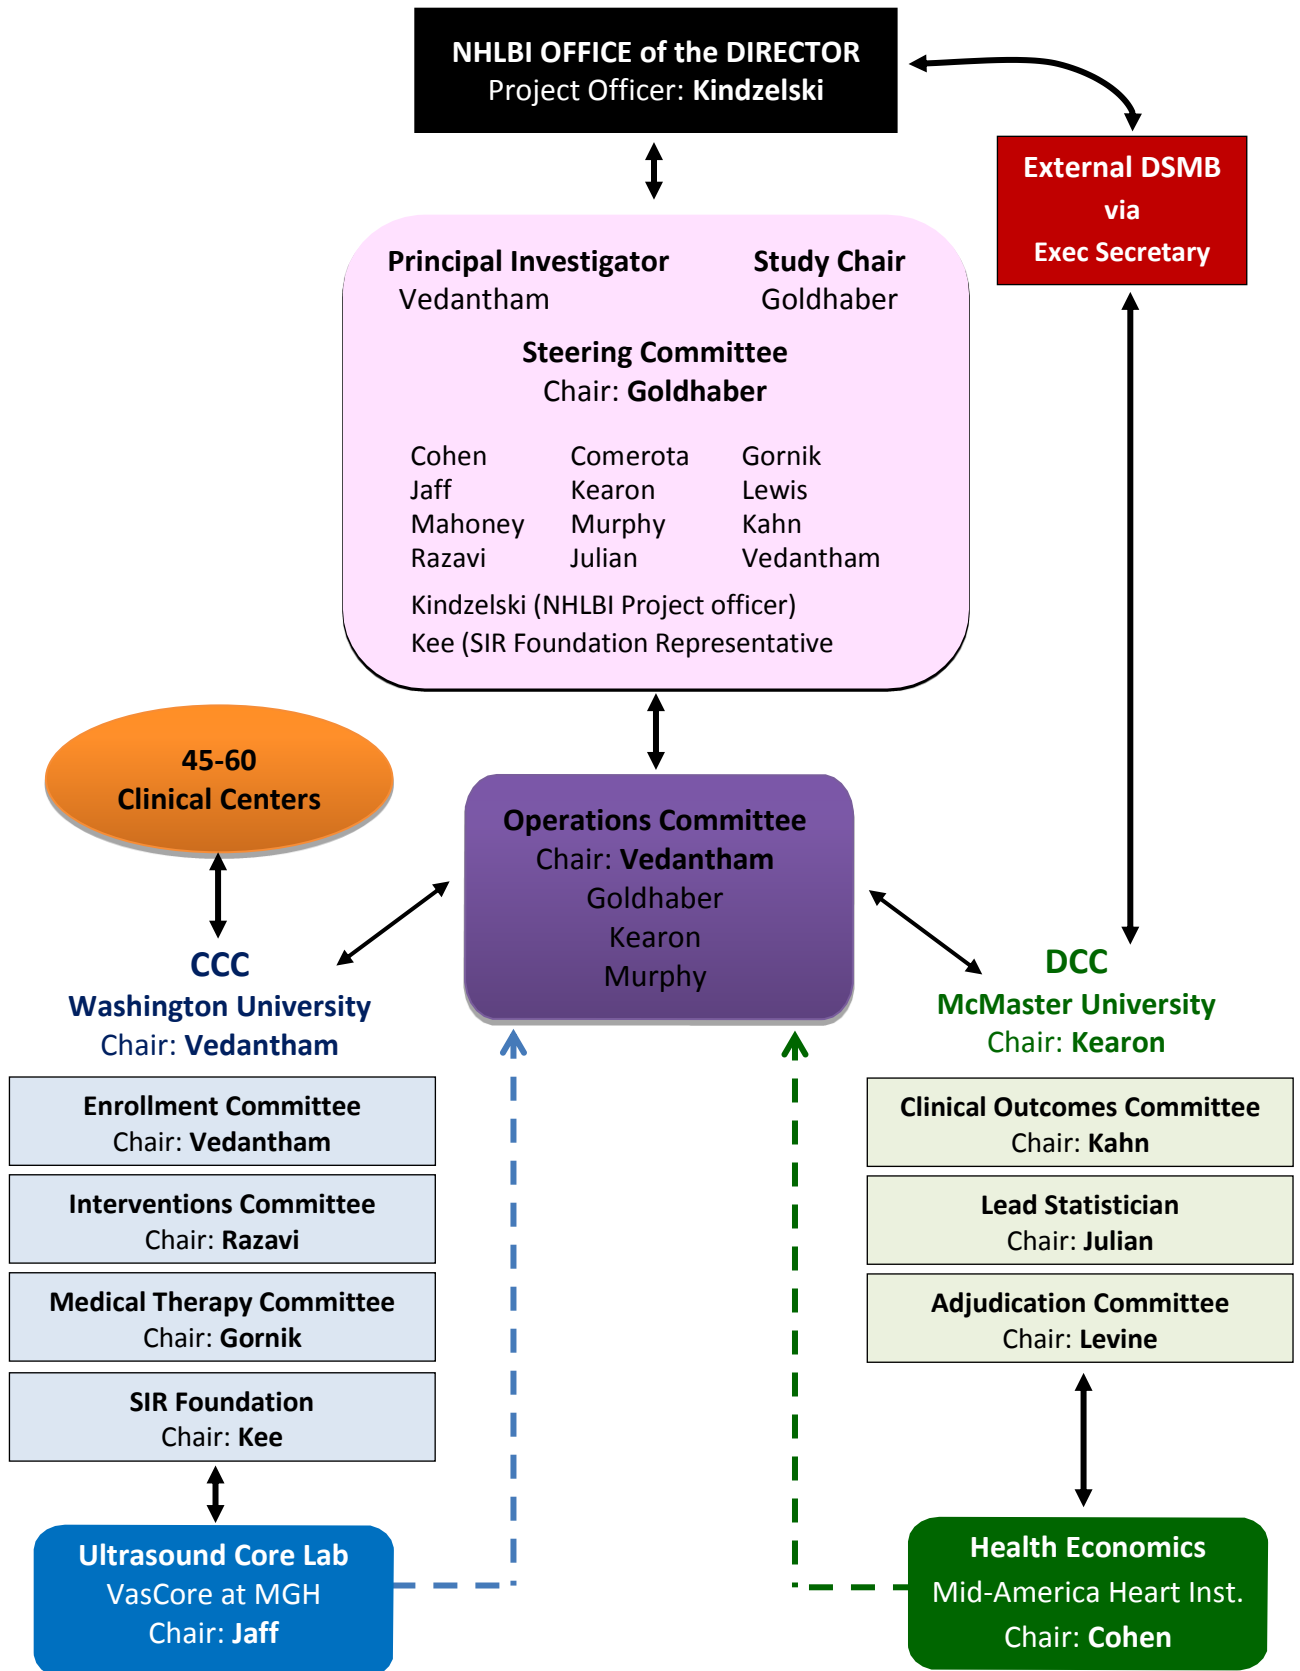 NHLBI OFFICE of the DIRECTOR
Project Officer: Kindzelski
External DSMB
via
Exec Secretary
Principal Investigator
Vedantham
Study Chair
Goldhaber
Steering Committee
Chair: Goldhaber
Cohen Comerota Gornik
Jaff Kearon Lewis
Mahoney Murphy Kahn
Razavi Julian Vedantham
Kindzelski (NHLBI Project officer)
Kee (SIR Foundation Representative
45-60
Clinical Centers
Operations Committee
Chair: Vedantham
Goldhaber
Kearon
Murphy
CCC
Washington University
Chair: Vedantham
Enrollment Committee
Chair: Vedantham
Interventions Committee
Chair: Razavi
Medical Therapy Committee
Chair: Gornik
SIR Foundation
Chair: Kee
Ultrasound Core Lab
VasCore at MGH
Chair: Jaff
DCC
McMaster University
Chair: Kearon
Clinical Outcomes Committee
Chair: Kahn
Lead Statistician
Chair: Julian
Adjudication Committee
Chair: Levine
Health Economics
Mid-America Heart Inst.
Chair: Cohen